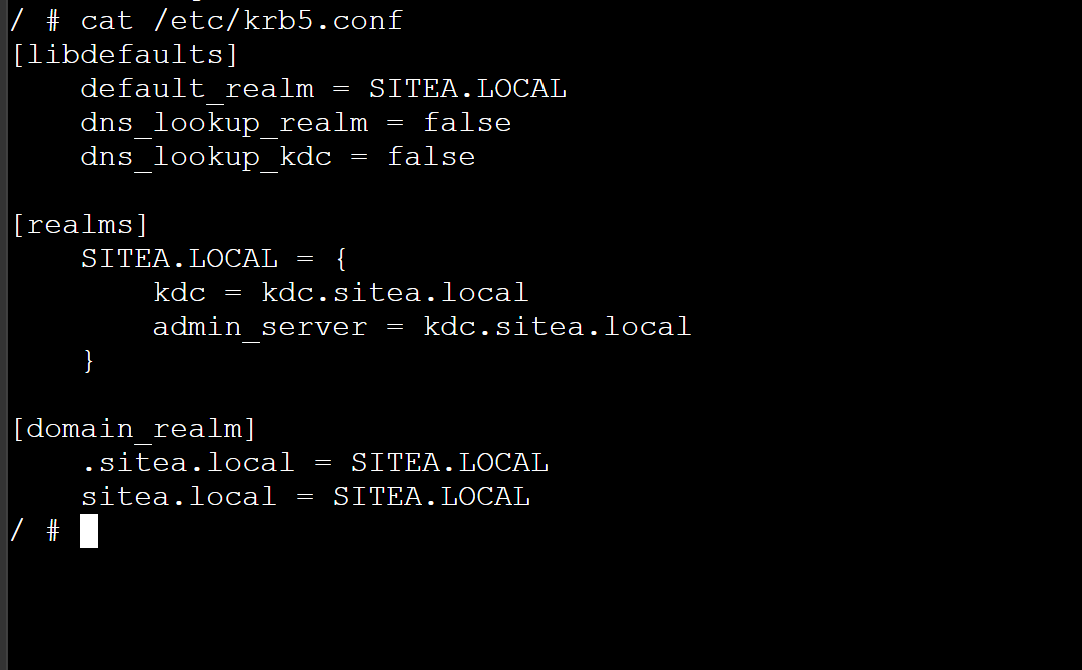 / # cat /etc/krb5.conf
[libdefaults]
    default_realm = SITEA.LOCAL
    dns_lookup_realm = false
    dns_lookup_kdc = false

[realms]
    SITEA.LOCAL = {
        kdc = kdc.sitea.local
        admin_server = kdc.sitea.local
    }

[domain_realm]
    .sitea.local = SITEA.LOCAL
    sitea.local = SITEA.LOCAL
/ #